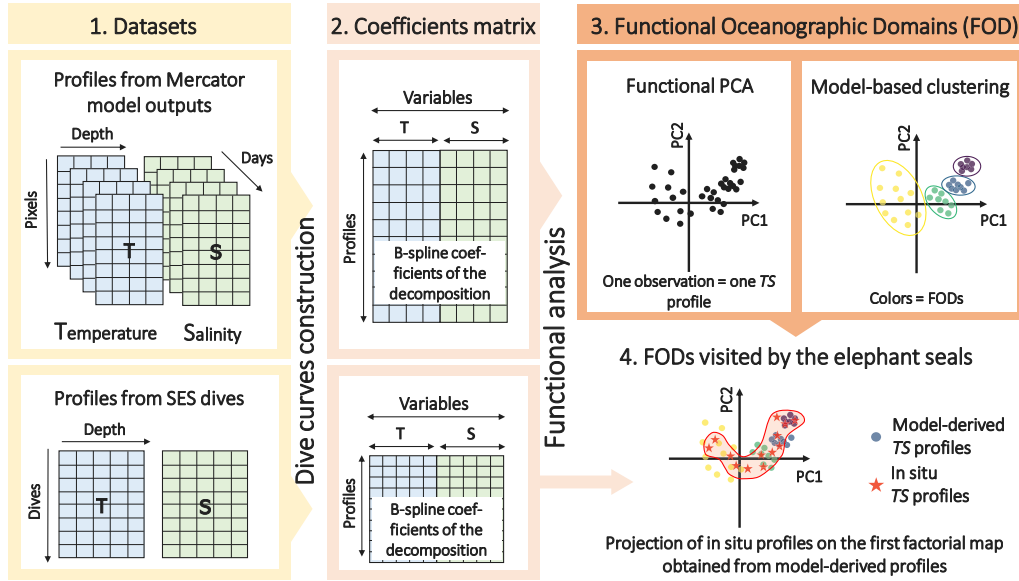 1. Datasets
Profiles from Mercator
model outputs
Depth
Days
Pixels
T
S
Temperature
Salinity
Profiles from SES dives
Depth
Dives
T
S
Dive curves construction
2. Coefficients matrix
Variables
T
S
Profiles
B-spline coef-
ficients of the
decomposition
Variables
T
S
Profiles
B-spline coef-
ficients of the
decomposition
Functional analysis
3. Functional Oceanographic Domains (FOD)
Functional PCA
PC2
PC1
One observation = one TS
profile
Model-based clustering
PC2
PC1
Colors = FODs
4. FODs visited by the elephant seals
PC2
PC1
Model-derived
TS profiles
In situ
TS profiles
Projection of in situ profiles on the first factorial map
obtained from model-derived profiles